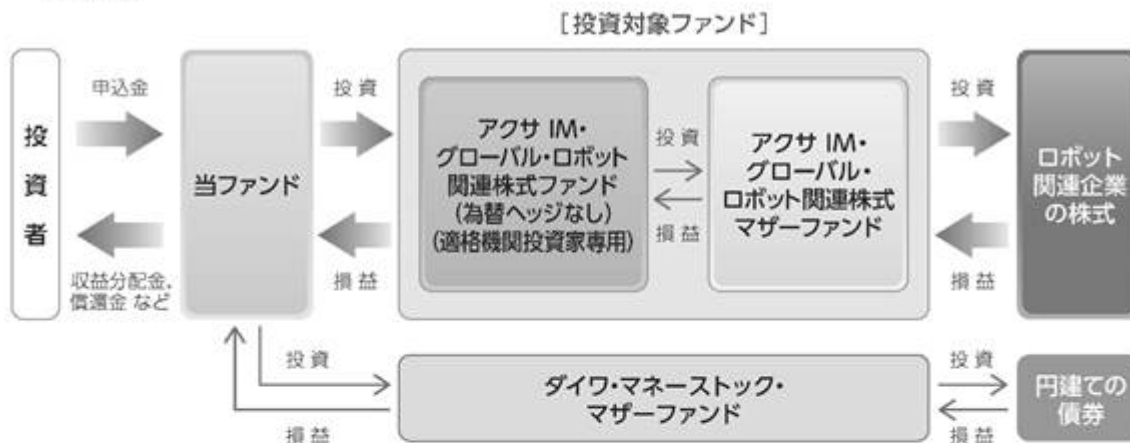 ［投資対象ファンド］
投資者
申込金
収益分配金、
償還金 など
当ファンド
投資
損益
アクサ IM・
グローバル・ロボット
関連株式ファンド
(為替ヘッジなし)
(適格機関投資家専用)
投資
損益
アクサ IM・
グローバル・
ロボット関連株式
マザーファンド
投資
損益
ロボット
関連企業
の株式
投資
損益
ダイワ・マネーストック・
マザーファンド
投資
損益
円建ての
債券